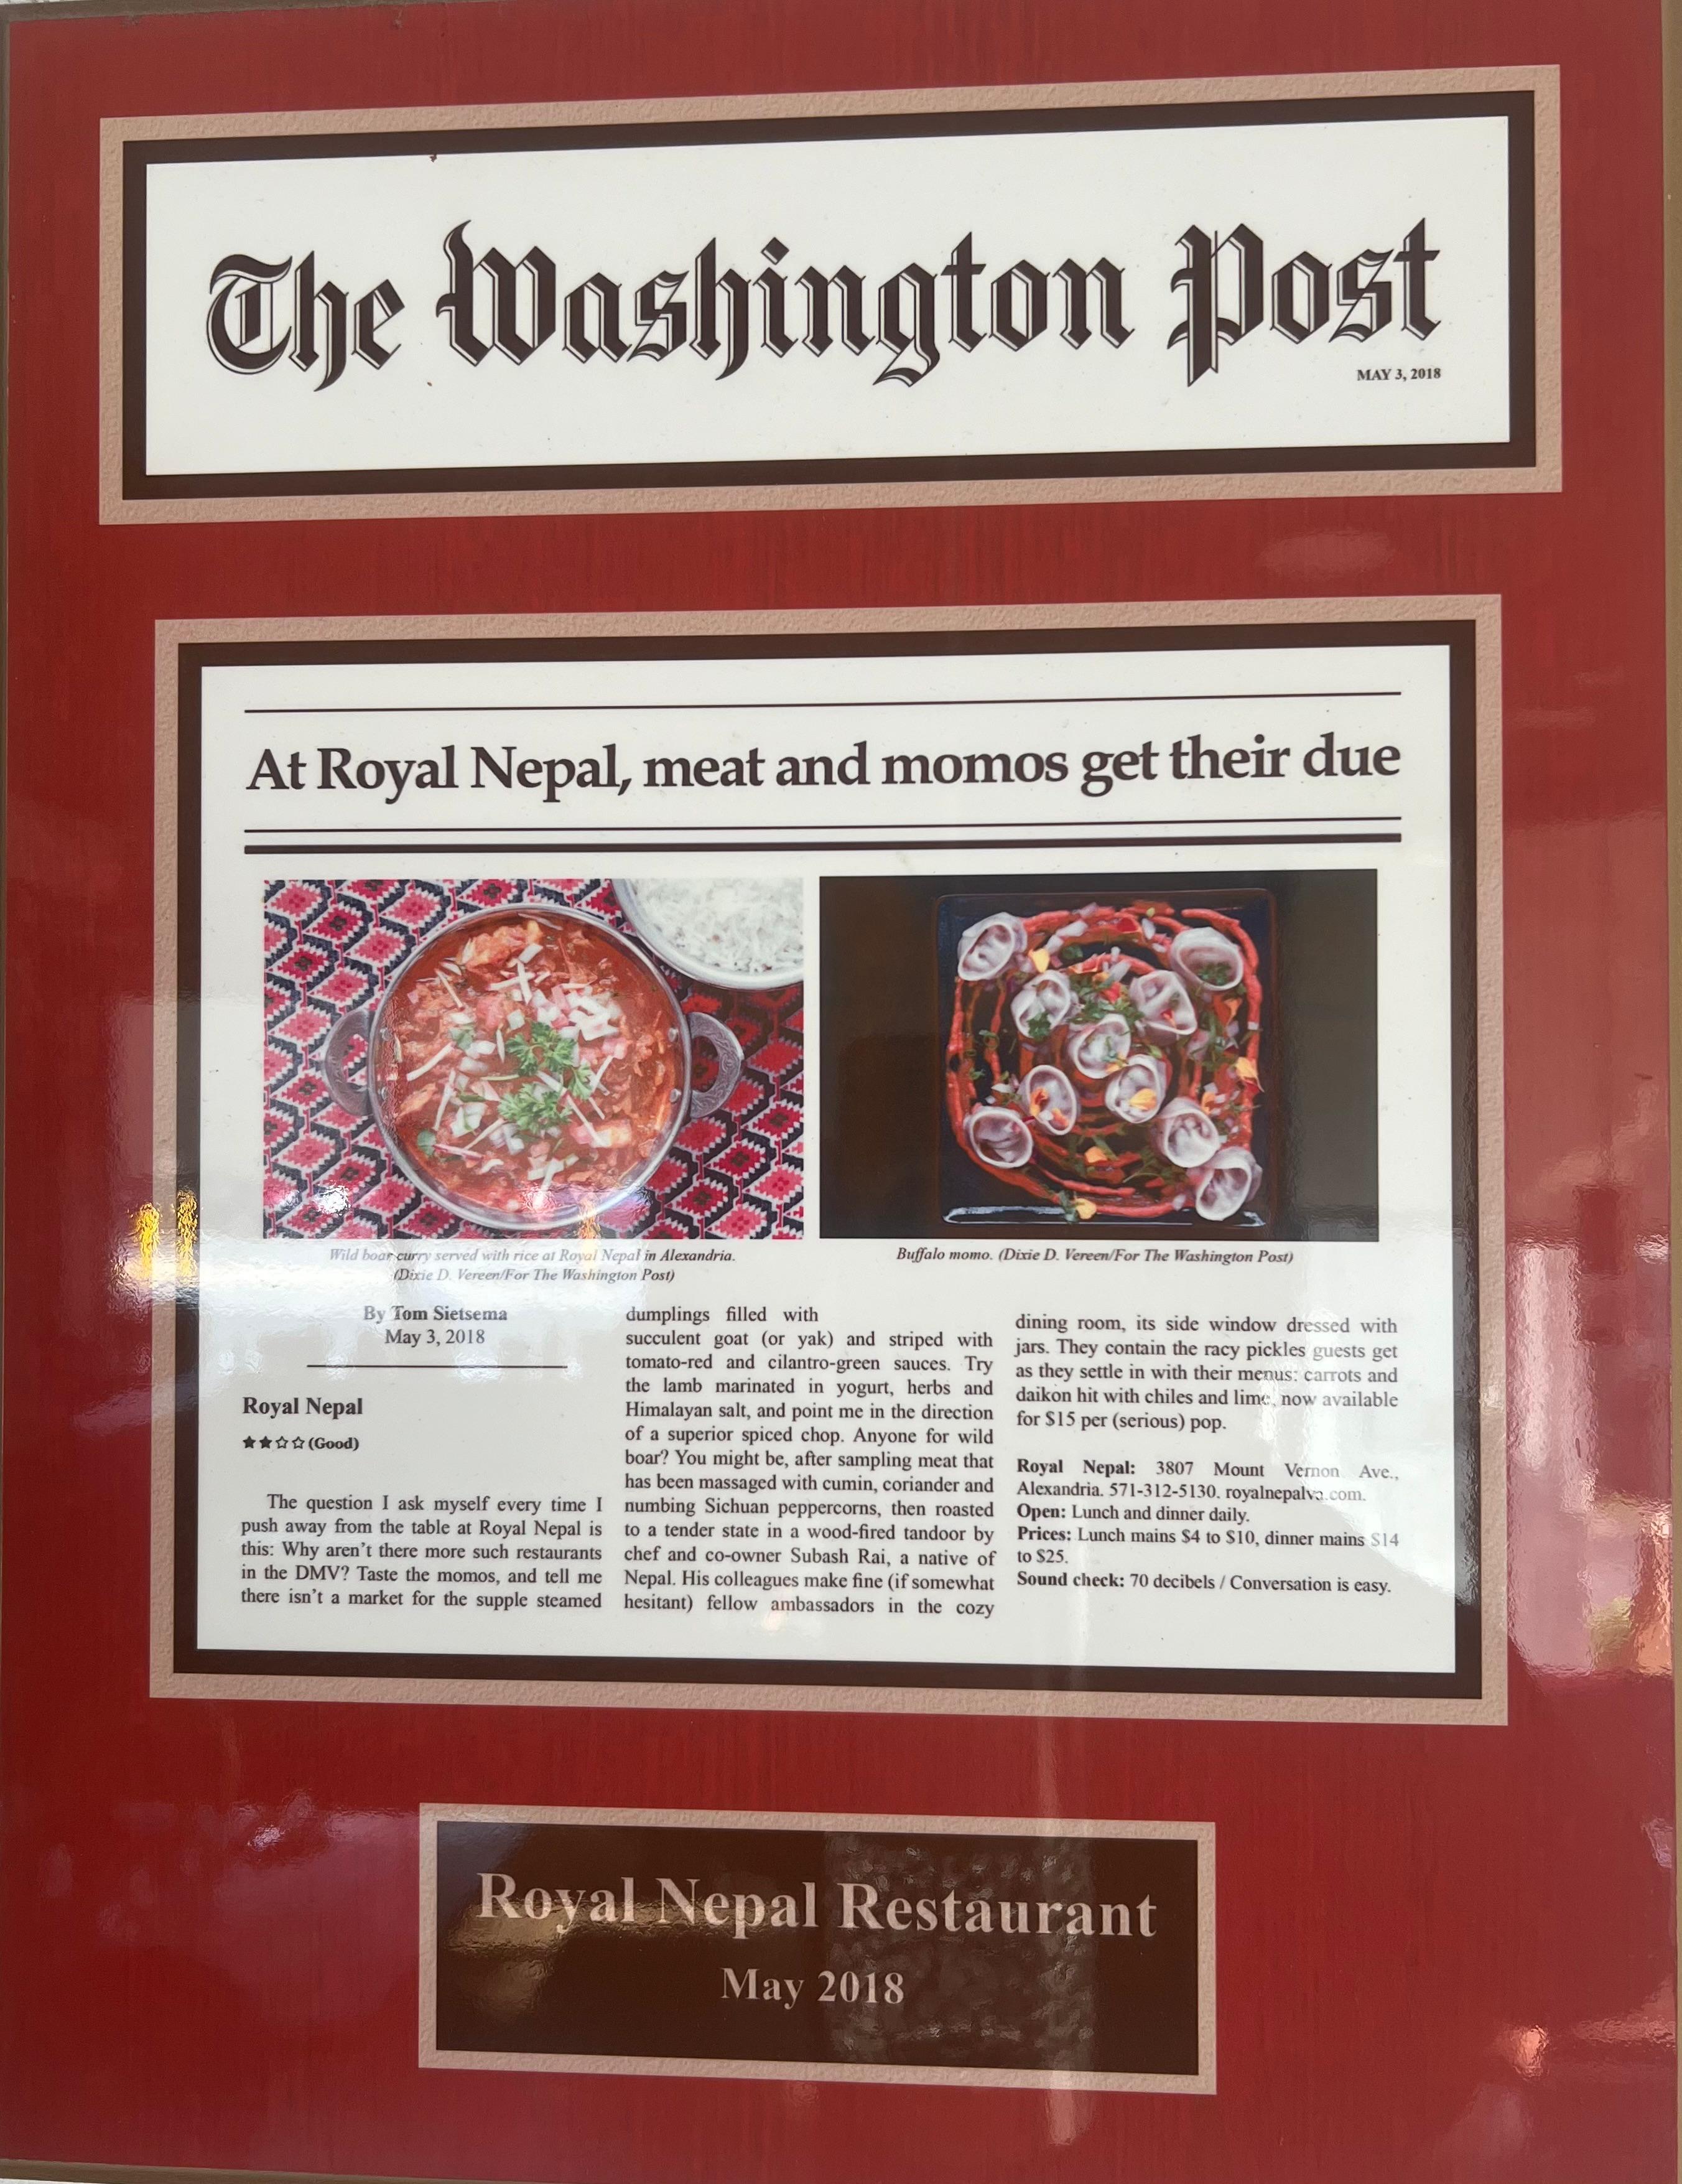 The Washington Post
MAY 3, 2018
At Royal Nepal, meat and momos get their due
Wild boar curry served with rice at Royal Nepal in Alexandria.
(Dixie D. Vereen/For The Washington Post)
Buffalo momo. (Dixie D. Vereen/For The Washington Post)
By Tom Sietsema
May 3, 2018
Royal Nepal
★★☆☆ (Good)
The question I ask myself every time I
push away from the table at Royal Nepal is
this: Why aren't there more such restaurants
in the DMV? Taste the momos, and tell me
there isn't a market for the supple steamed
dumplings filled with
succulent goat (or yak) and striped with
tomato-red and cilantro-green sauces. Try
the lamb marinated in yogurt, herbs and
Himalayan salt, and point me in the direction
of a superior spiced chop. Anyone for wild
boar? You might be, after sampling meat that
has been massaged with cumin, coriander and
numbing Sichuan peppercorns, then roasted
to a tender state in a wood-fired tandoor by
chef and co-owner Subash Rai, a native of
Nepal. His colleagues make fine (if somewhat
hesitant) fellow ambassadors in the cozy
dining room, its side window dressed with
jars. They contain the racy pickles guests get
as they settle in with their menus: carrots and
daikon hit with chiles and lime, now available
for $15 per (serious) pop.
Royal Nepal: 3807 Mount Vernon Ave.,
Alexandria. 571-312-5130. royalnepalva.com.
Open: Lunch and dinner daily.
Prices: Lunch mains $4 to $10, dinner mains $14
to $25.
Sound check: 70 decibels / Conversation is easy.
Royal Nepal Restaurant
May 2018